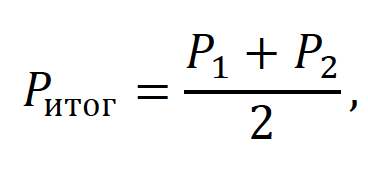 P_итог = (P_1 + P_2) / 2,